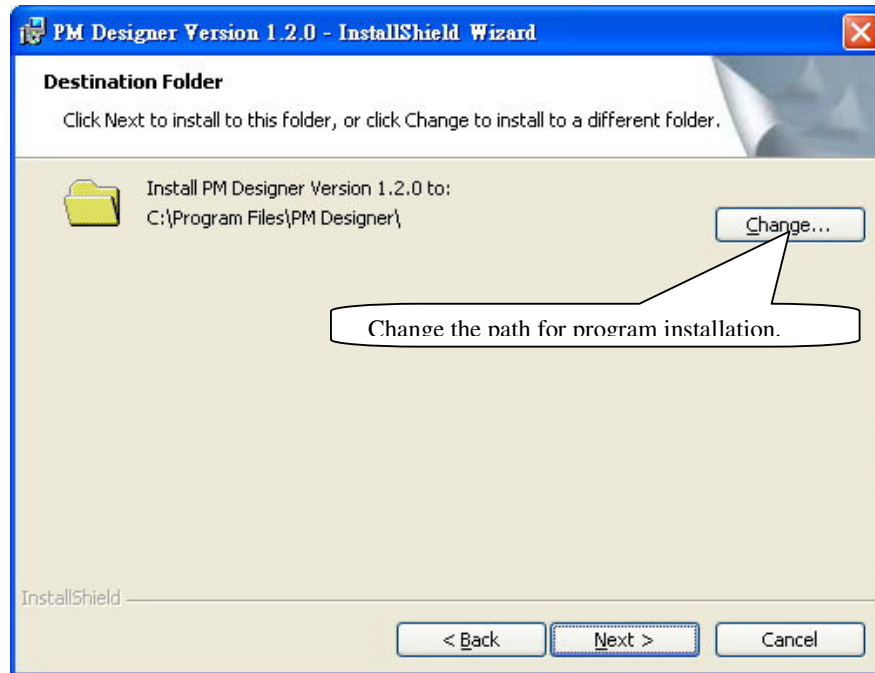 PM Designer Version 1.2.0 - InstallShield Wizard
Destination Folder
Click Next to install to this folder, or click Change to install to a different folder.
Install PM Designer Version 1.2.0 to:
C:\Program Files\PM Designer\
Change...
Change the path for program installation.
InstallShield
< Back
Next >
Cancel